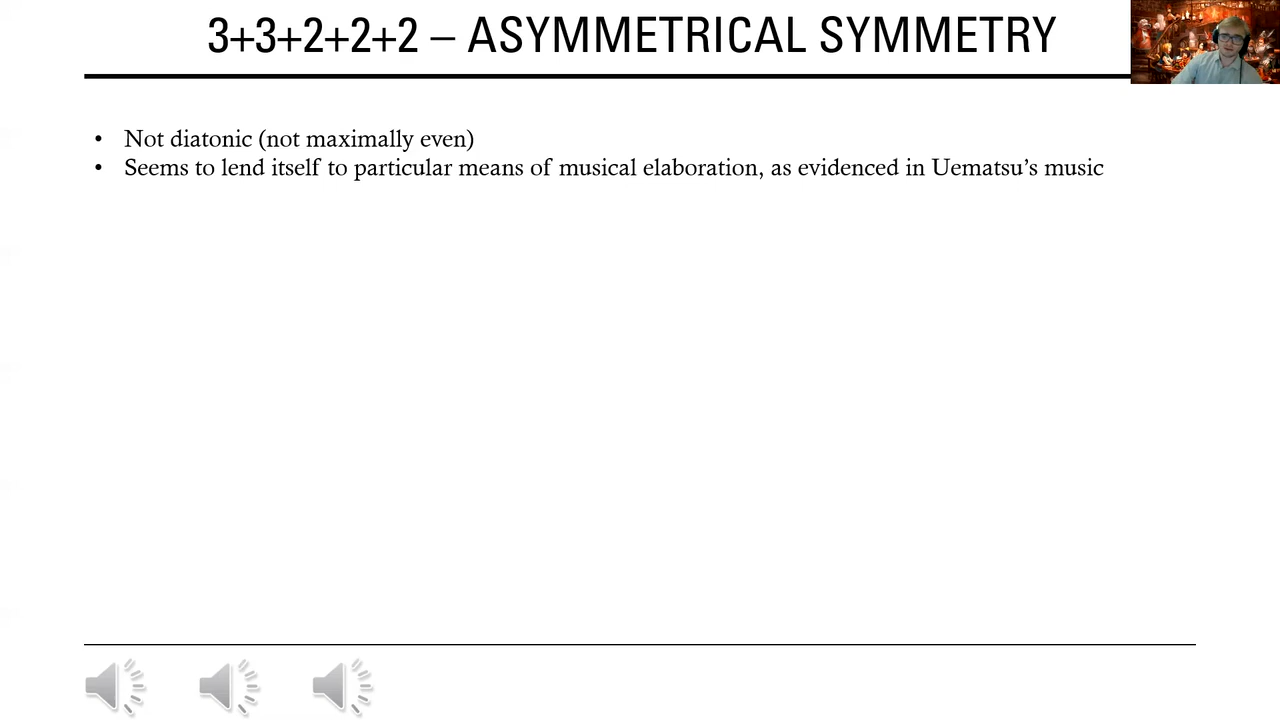 3+3+2+2+2 – ASYMMETRICAL SYMMETRY
• Not diatonic (not maximally even)
• Seems to lend itself to particular means of musical elaboration, as evidenced in Uematsu’s music